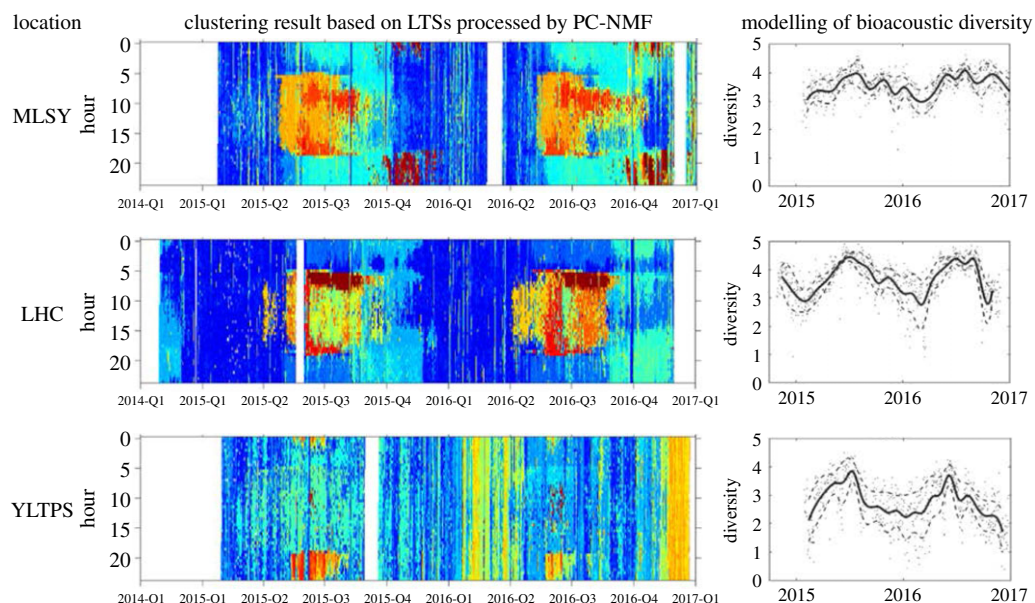 location clustering result based on LTSs processed by PC-NMF modelling of bioacoustic diversity
MLSY
hour
0
5
10
15
20
2014-Q1 2015-Q1 2015-Q2 2015-Q3 2015-Q4 2016-Q1 2016-Q2 2016-Q3 2016-Q4 2017-Q1
diversity
5
4
3
2
1
0
2015 2016 2017
LHC
hour
0
5
10
15
20
2014-Q1 2015-Q1 2015-Q2 2015-Q3 2015-Q4 2016-Q1 2016-Q2 2016-Q3 2016-Q4 2017-Q1
diversity
5
4
3
2
1
0
2015 2016 2017
YLTPS
hour
0
5
10
15
20
2014-Q1 2015-Q1 2015-Q2 2015-Q3 2015-Q4 2016-Q1 2016-Q2 2016-Q3 2016-Q4 2017-Q1
diversity
5
4
3
2
1
0
2015 2016 2017